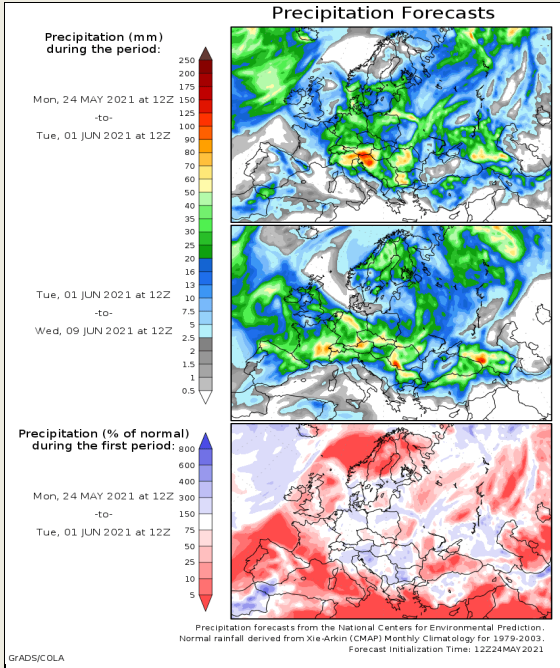 Precipitation Forecasts
Precipitation (mm)
during the period:
Mon, 24 MAY 2021 at 12Z
-to-
Tue, 01 JUN 2021 at 12Z
250
200
175
150
125
100
90
80
70
60
50
40
35
30
25
20
16
13
10
7.5
5
2.5
2
1.5
1
0.5
Tue, 01 JUN 2021 at 12Z
-to-
Wed, 09 JUN 2021 at 12Z
Precipitation (% of normal)
during the first period:
Mon, 24 MAY 2021 at 12Z
-to-
Tue, 01 JUN 2021 at 12Z
800
600
400
300
150
75
50
25
10
5
Precipitation forecasts from the National Centers for Environmental Prediction.
Normal rainfall derived from Xie-Arkin (CMAP) Monthly Climatology for 1979-2003.
Forecast Initialization Time: 12Z24MAY2021
GrADS/COLA